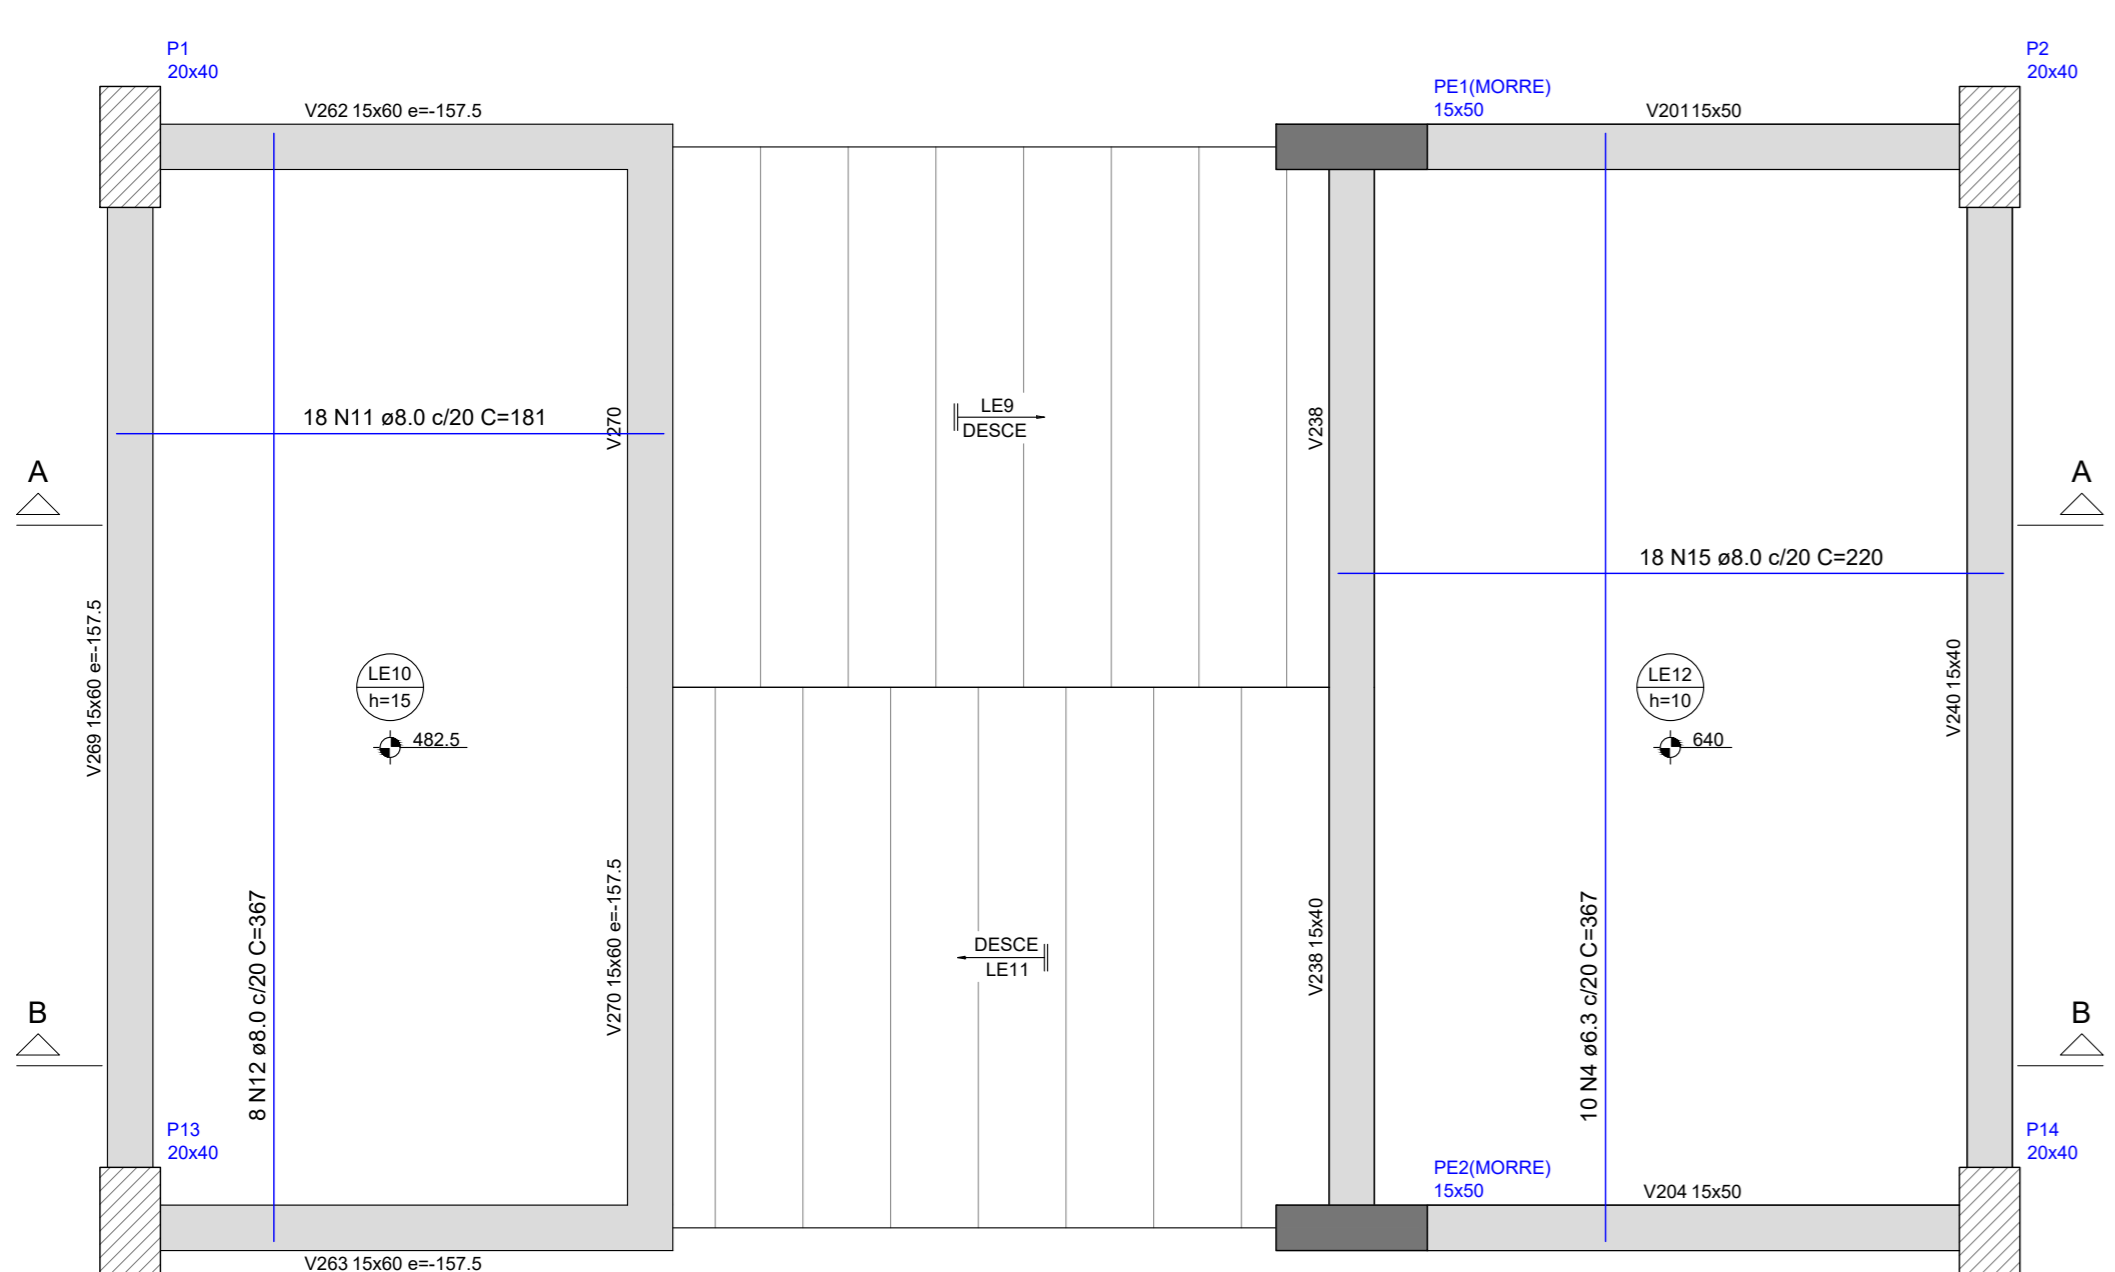 P1
20x40
V262 15x60 e=-157.5
PE1(MORRE)
15x50
V201 15x50
P2
20x40
18 N11 ø8.0 c/20 C=181
V270
LE9
DESCE
V238
A
A
18 N15 ø8.0 c/20 C=220
V269 15x60 e=-157.5
LE10
h=15
482.5
LE12
h=10
640
V240 15x40
8 N12 ø8.0 c/20 C=367
V270 15x60 e=-157.5
DESCE
LE11
V238 15x40
10 N4 ø6.3 c/20 C=367
B
B
P13
20x40
PE2(MORRE)
15x50
V204 15x50
P14
20x40
V263 15x60 e=-157.5